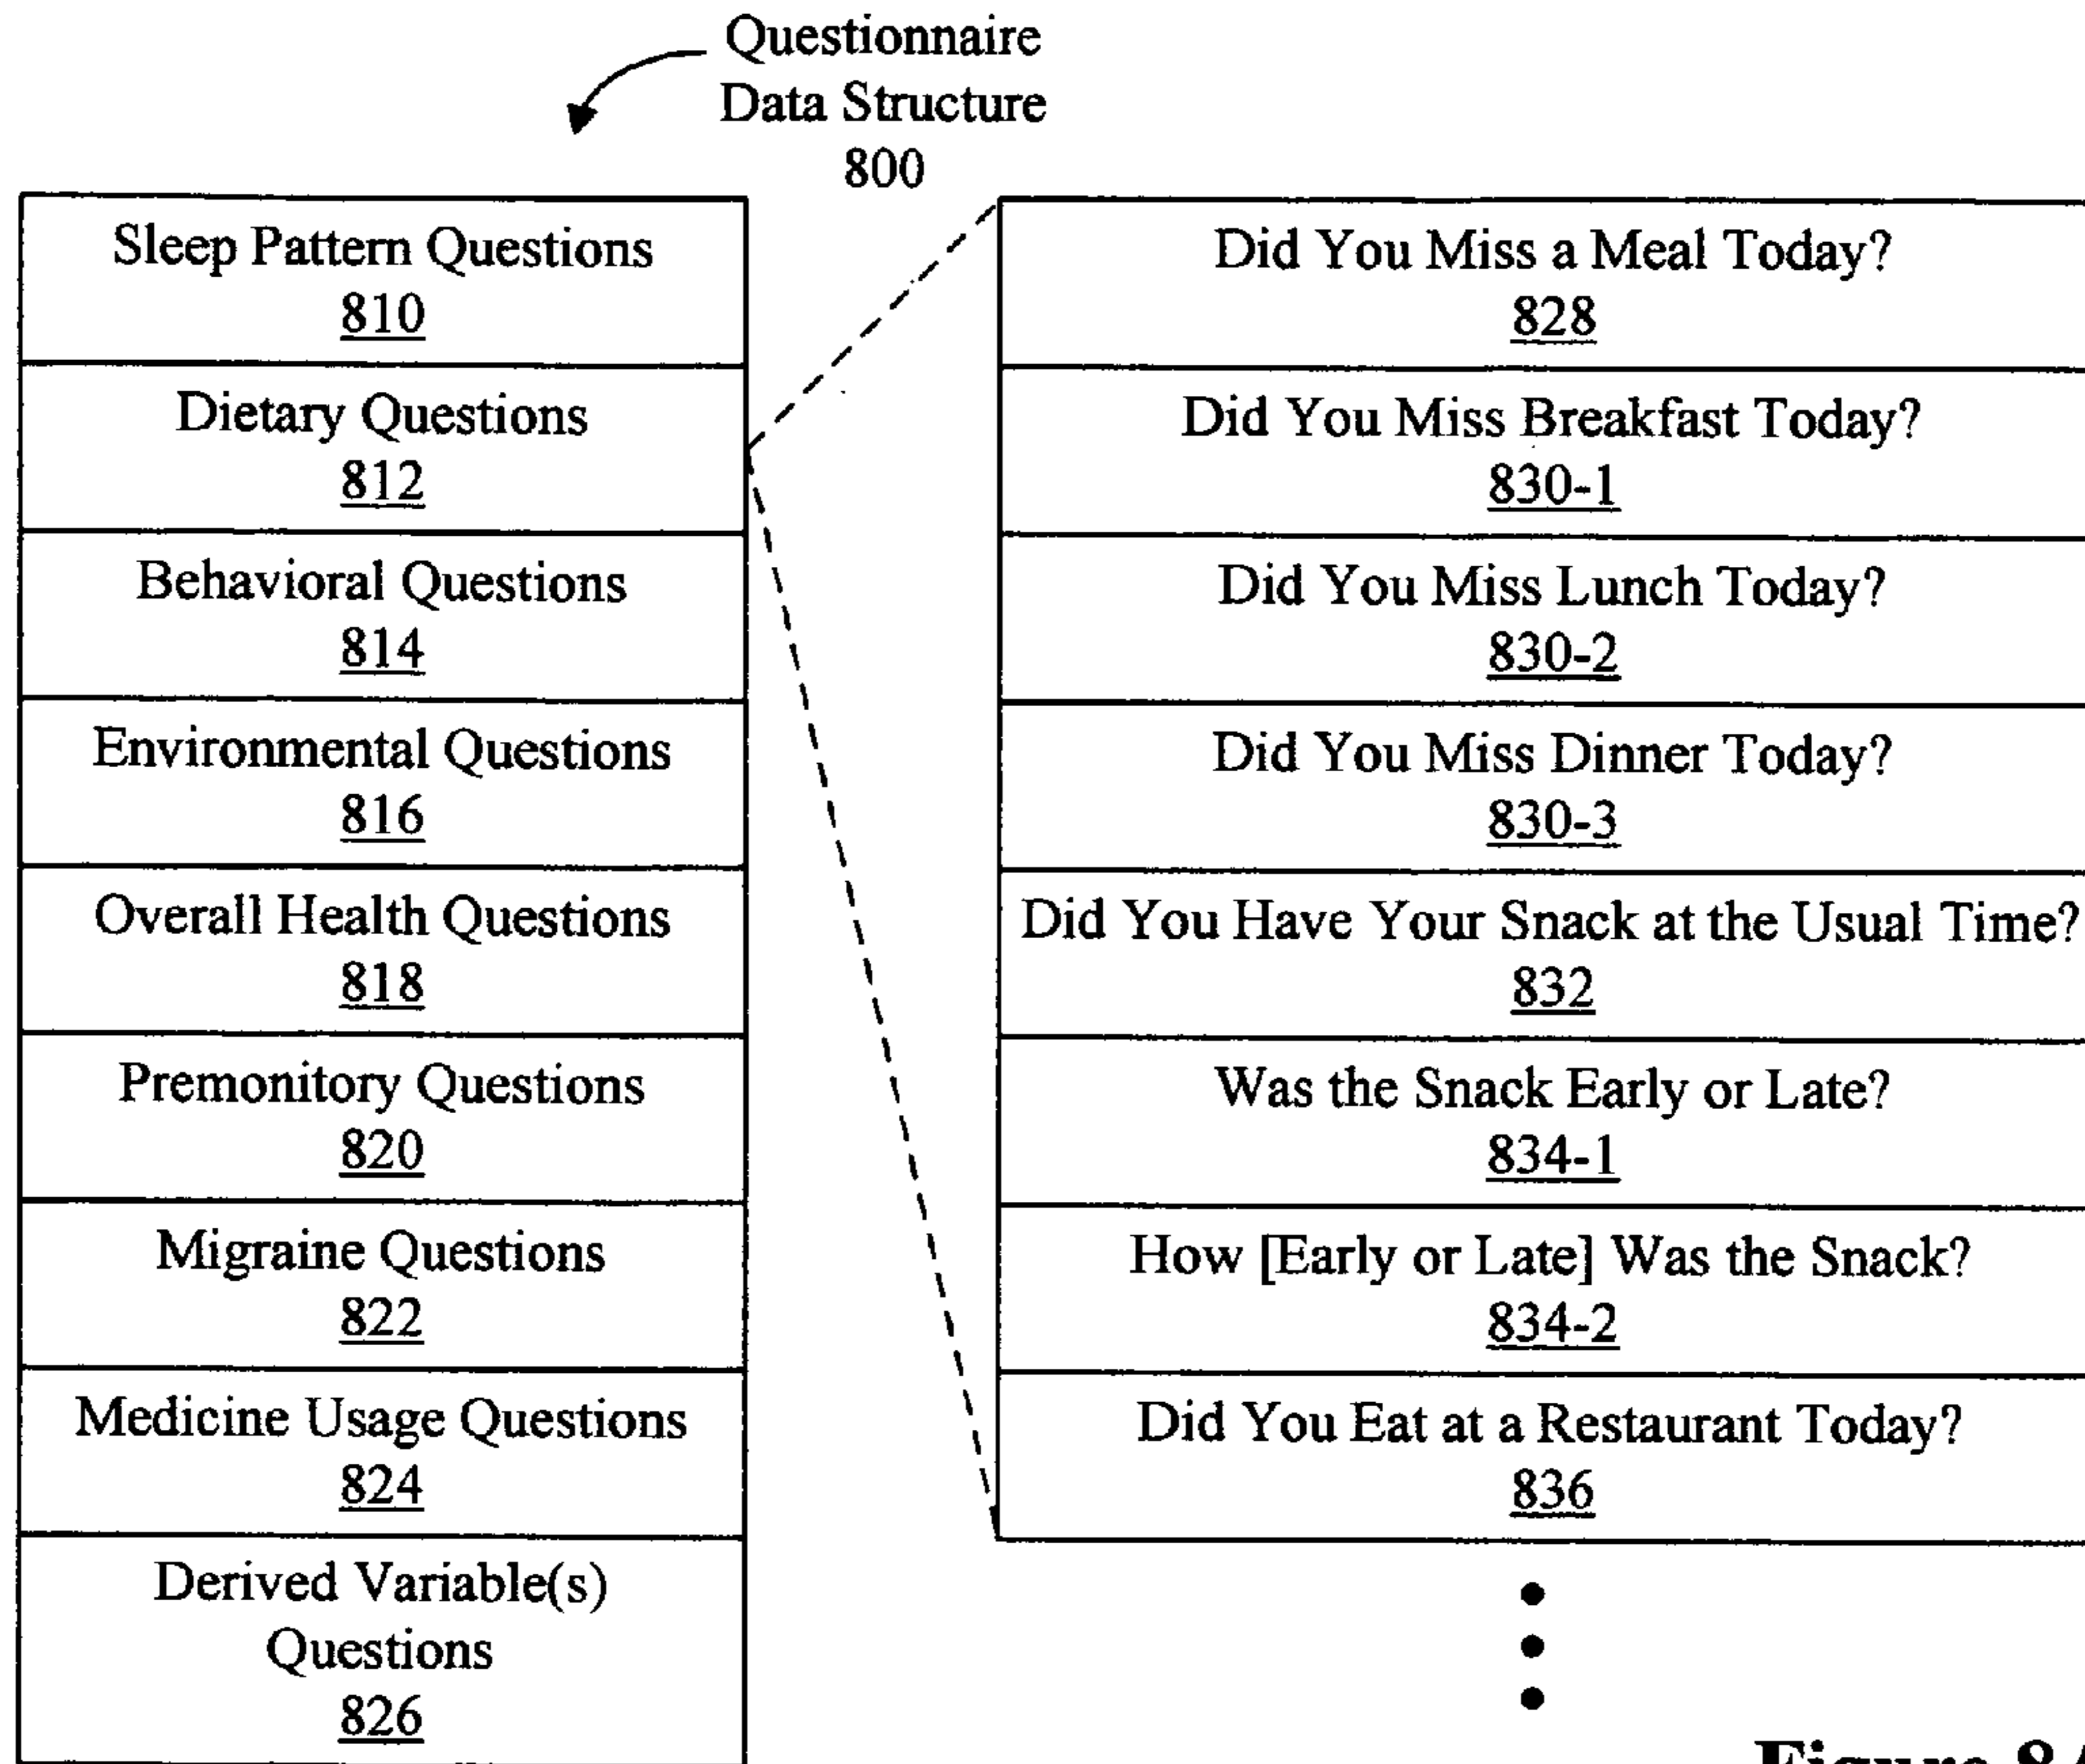 Questionnaire
Data Structure
800
Sleep Pattern Questions
810
Dietary Questions
812
Behavioral Questions
814
Environmental Questions
816
Overall Health Questions
818
Premonitory Questions
820
Migraine Questions
822
Medicine Usage Questions
824
Derived Variable(s)
Questions
826
Did You Miss a Meal Today?
828
Did You Miss Breakfast Today?
830-1
Did You Miss Lunch Today?
830-2
Did You Miss Dinner Today?
830-3
Did You Have Your Snack at the Usual Time?
832
Was the Snack Early or Late?
834-1
How [Early or Late] Was the Snack?
834-2
Did You Eat at a Restaurant Today?
836
Figure